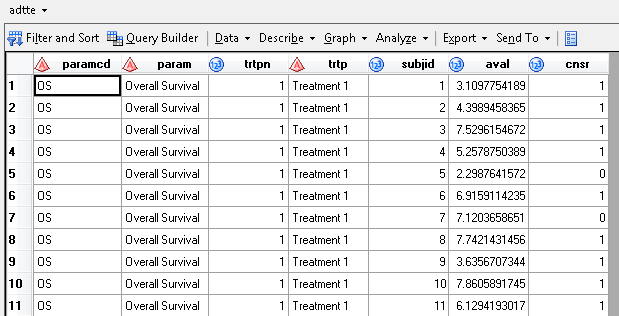 adtte
Filter and Sort Query Builder Data Describe Graph Analyze Export Send To
paramcd param trtpn trtp subjid aval cnsr
1 OS Overall Survival 1 Treatment 1 1 3.1097754189 1
2 OS Overall Survival 1 Treatment 1 2 4.3989458365 1
3 OS Overall Survival 1 Treatment 1 3 7.5296154672 1
4 OS Overall Survival 1 Treatment 1 4 5.2578750389 1
5 OS Overall Survival 1 Treatment 1 5 2.2987641572 0
6 OS Overall Survival 1 Treatment 1 6 6.9159114235 1
7 OS Overall Survival 1 Treatment 1 7 7.1203658651 0
8 OS Overall Survival 1 Treatment 1 8 7.7421431456 1
9 OS Overall Survival 1 Treatment 1 9 3.6356707344 1
10 OS Overall Survival 1 Treatment 1 10 7.8605891745 1
11 OS Overall Survival 1 Treatment 1 11 6.1294193017 1